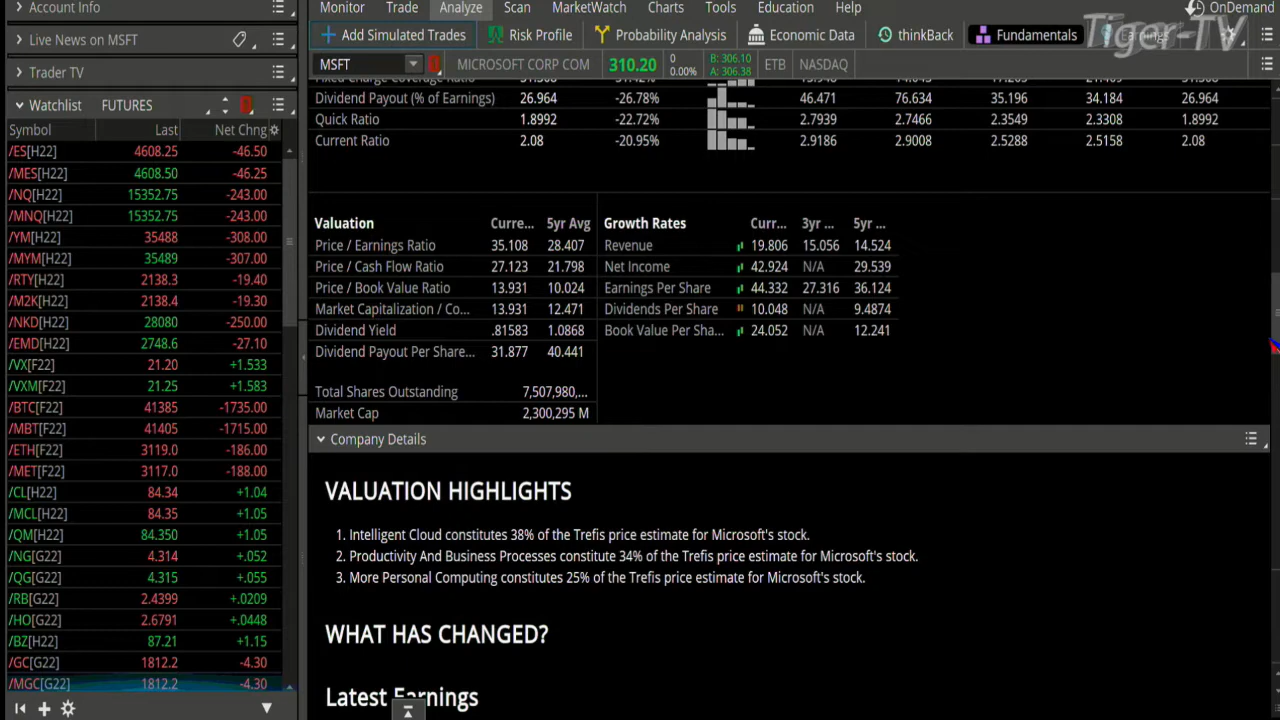 Account Info
Live News on MSFT
Trader TV
Watchlist FUTURES
Symbol Last Net Chng
/ES[H22] 4608.25 -46.50
/MES[H22] 4608.50 -46.25
/NQ[H22] 15352.75 -243.00
/MNQ[H22] 15352.75 -243.00
/YM[H22] 35488 -308.00
/MYM[H22] 35489 -307.00
/RTY[H22] 2138.3 -19.40
/M2K[H22] 2138.4 -19.30
/NKD[H22] 28080 -250.00
/EMD[H22] 2748.6 -27.10
/VX[F22] 21.20 +1.533
/VXM[F22] 21.25 +1.583
/BTC[F22] 41385 -1735.00
/MBT[F22] 41405 -1715.00
/ETH[F22] 3119.0 -186.00
/MET[F22] 3117.0 -188.00
/CL[H22] 84.34 +1.04
/MCL[H22] 84.35 +1.05
/QM[H22] 84.350 +1.05
/NG[G22] 4.314 +.052
/QG[G22] 4.315 +.055
/RB[G22] 2.4399 +.0209
/HO[G22] 2.6791 +.0448
/BZ[H22] 87.21 +1.15
/GC[G22] 1812.2 -4.30
/MGC[G22] 1812.2 -4.30
Monitor Trade Analyze Scan MarketWatch Charts Tools Education Help OnDemand
Tiger-TV
Add Simulated Trades Risk Profile Probability Analysis Economic Data thinkBack Fundamentals Earnings
MSFT MICROSOFT CORP COM 310.20 0 0.00% B: 306.10 A: 306.38 ETB NASDAQ
Fixed Charge Coverage Ratio
Dividend Payout (% of Earnings) 26.964 -26.78% 46.471 76.634 35.196 34.184 26.964
Quick Ratio 1.8992 -22.72% 2.7939 2.7466 2.3549 2.3308 1.8992
Current Ratio 2.08 -20.95% 2.9186 2.9008 2.5288 2.5158 2.08
Valuation Curre... 5yr Avg
Price / Earnings Ratio 35.108 28.407
Price / Cash Flow Ratio 27.123 21.798
Price / Book Value Ratio 13.931 10.024
Market Capitalization / Co... 13.931 12.471
Dividend Yield .81583 1.0868
Dividend Payout Per Share... 31.877 40.441
Total Shares Outstanding 7,507,980,...
Market Cap 2,300,295 M
Growth Rates Curr... 3yr ... 5yr ...
Revenue 19.806 15.056 14.524
Net Income 42.924 N/A 29.539
Earnings Per Share 44.332 27.316 36.124
Dividends Per Share 10.048 N/A 9.4874
Book Value Per Sha... 24.052 N/A 12.241
Company Details
VALUATION HIGHLIGHTS
1. Intelligent Cloud constitutes 38% of the Trefis price estimate for Microsoft's stock.
2. Productivity And Business Processes constitute 34% of the Trefis price estimate for Microsoft's stock.
3. More Personal Computing constitutes 25% of the Trefis price estimate for Microsoft's stock.
WHAT HAS CHANGED?
Latest Earnings